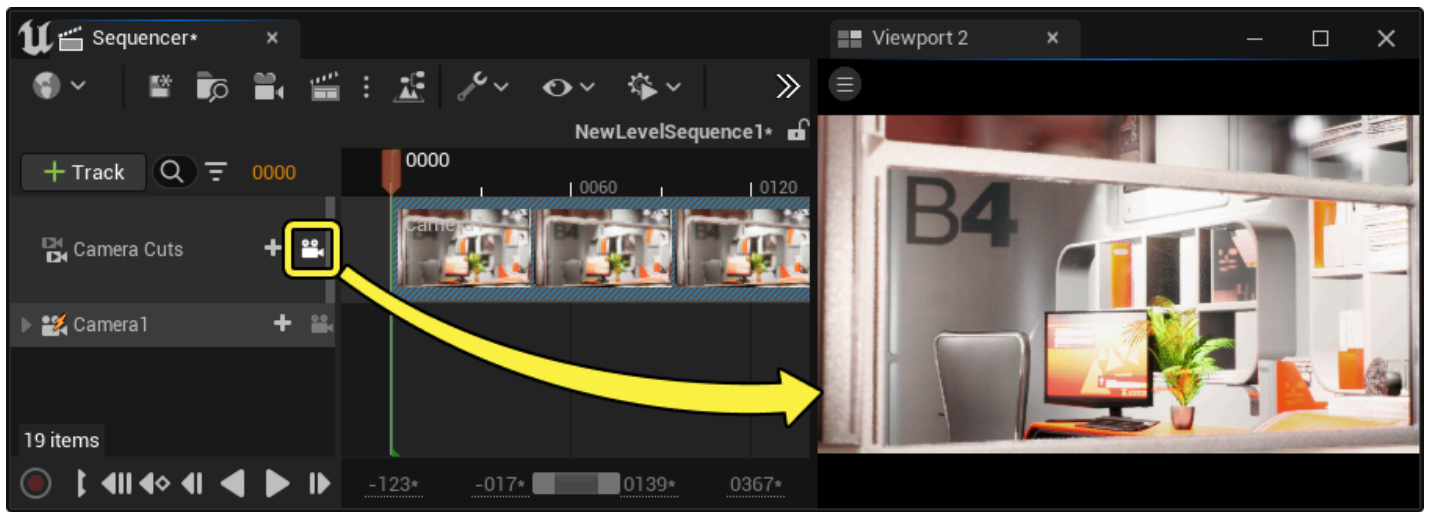 Sequencer*
Viewport 2
NewLevelSequence1*
+ Track
0000
0000
0060
0120
Camera Cuts
B4
Camera1
19 items
-123*
-017*
0139*
0367*